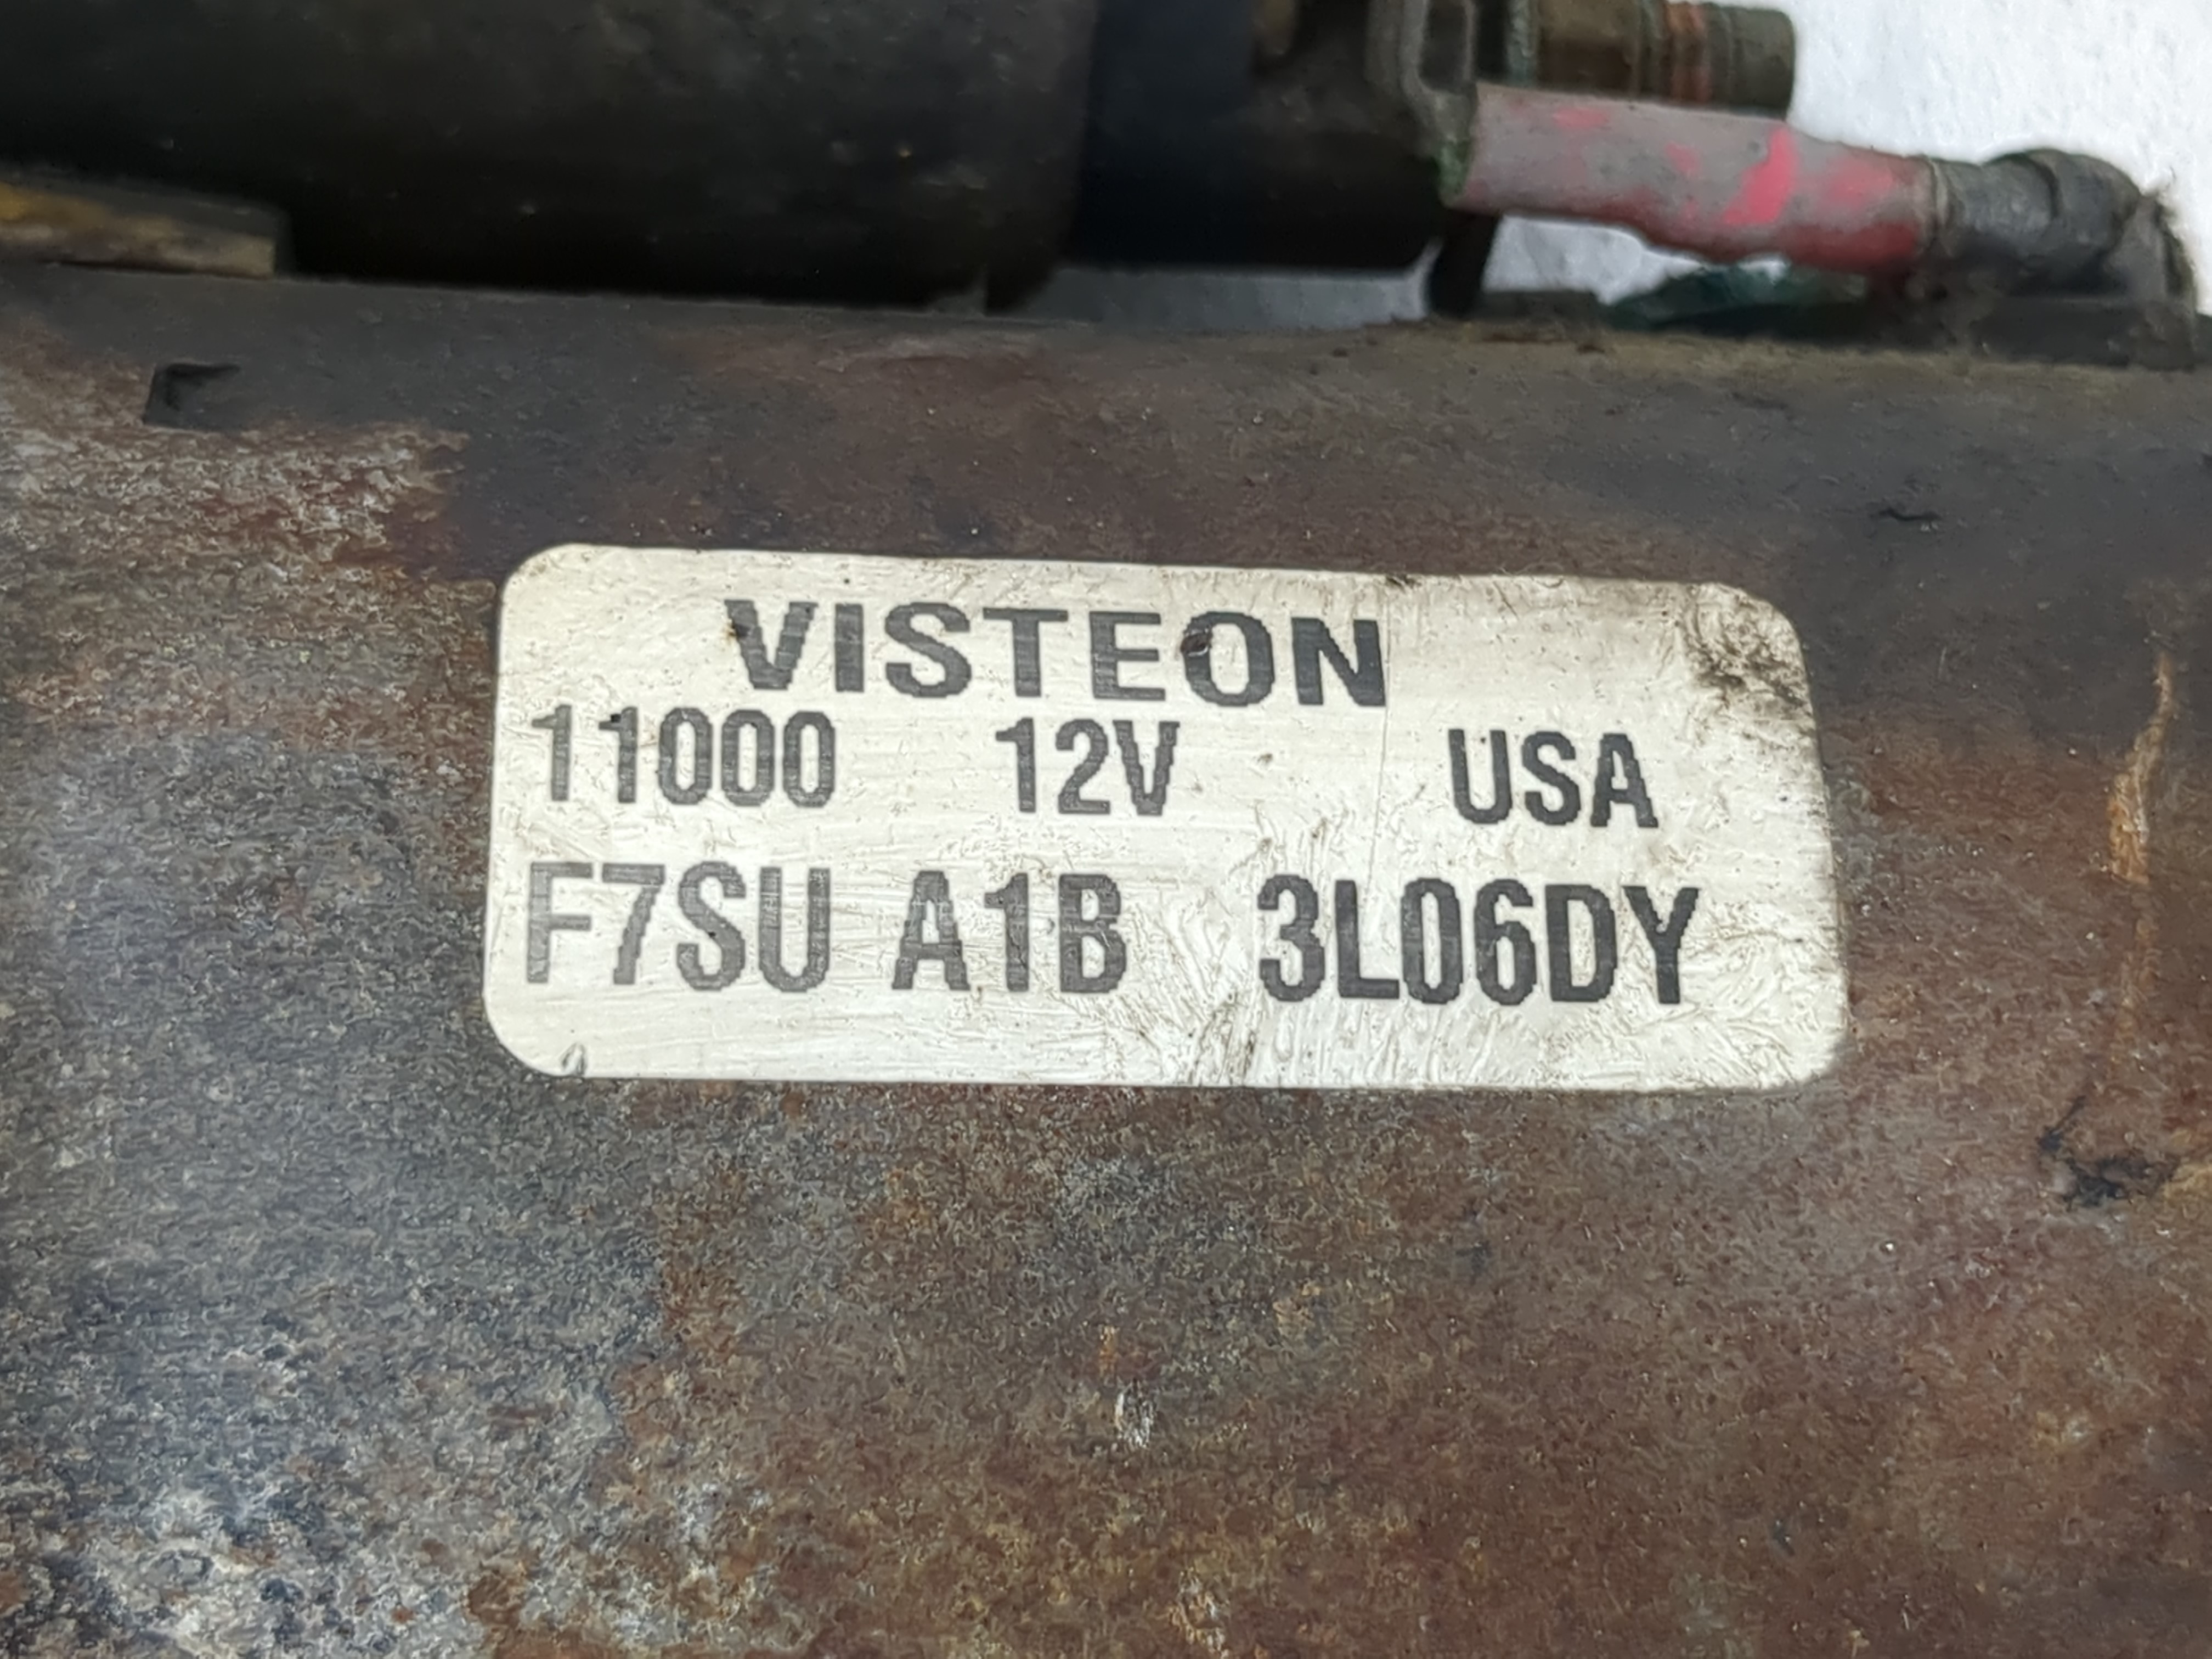 VISTEON
11000 12V USA
F7SU A1B 3L06DY